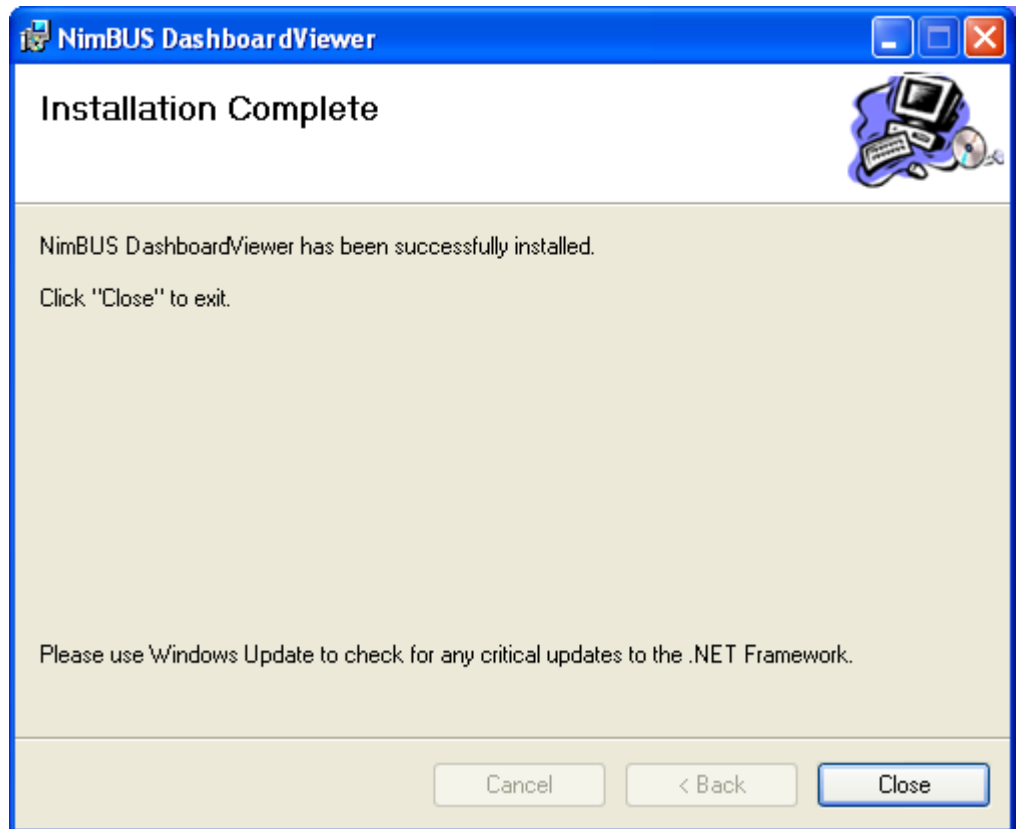 NimBUS DashboardViewer
Installation Complete
NimBUS DashboardViewer has been successfully installed.
Click "Close" to exit.
Please use Windows Update to check for any critical updates to the .NET Framework.
Cancel
< Back
Close